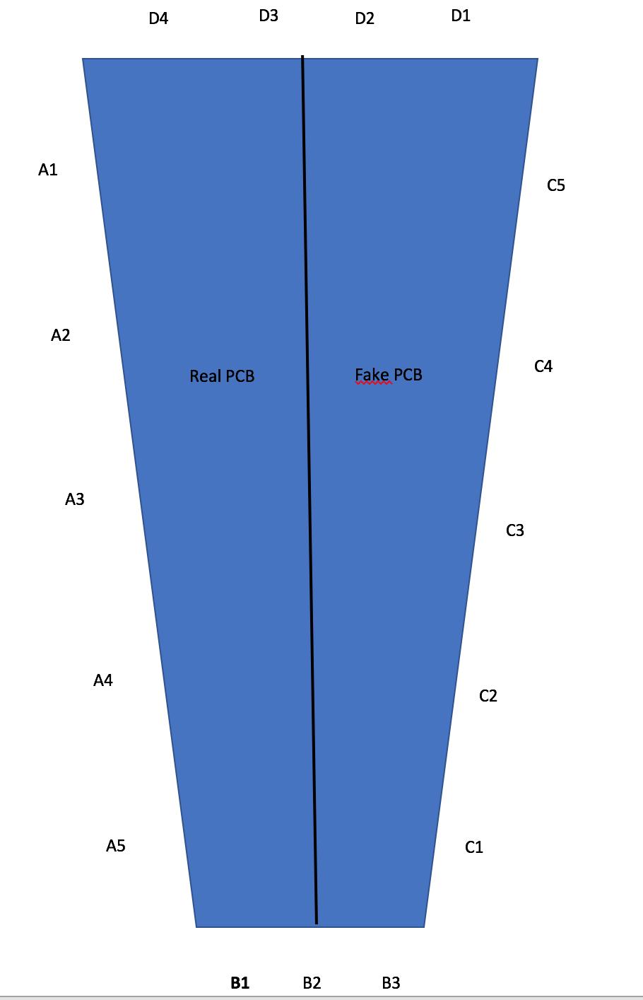 D4 D3 D2 D1
A1
C5
A2
C4
Real PCB Fake PCB
A3
C3
A4
C2
A5 C1
B1 B2 B3